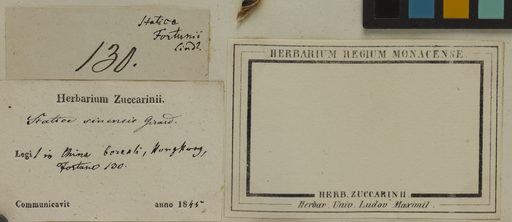 Statice
Fortunii
Lindl.
130.
Herbarium Zuccarinii.
Statice sinensis Girard.
Legit in China boreali, Hongkong,
Fortune 130.
Communicavit anno 1845
HERBARIUM REGIUM MONACENSE.
HERB. ZUCCARINII
Herbar. Univ. Ludov. Maximil.